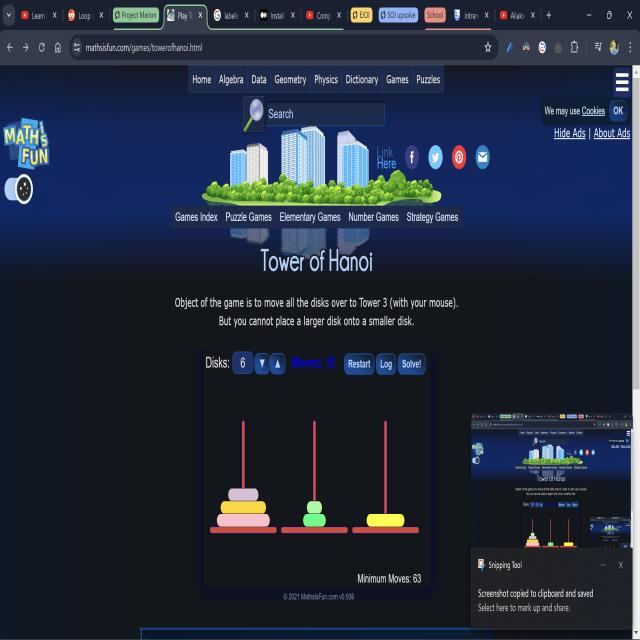 Learn
Loop
Project Marion
Play T
labelin
Instal
Comp
EJOI
SOI upsolve
School
Intran
Aliaks
mathsisfun.com/games/towerofhanoi.html
Home Algebra Data Geometry Physics Dictionary Games Puzzles
Search
We may use Cookies OK
Hide Ads | About Ads
MATH'S
FUN
Link
Here
Games Index Puzzle Games Elementary Games Number Games Strategy Games
Tower of Hanoi
Object of the game is to move all the disks over to Tower 3 (with your mouse).
But you cannot place a larger disk onto a smaller disk.
Disks: 6 Moves: 15 Restart Log Solve!
Minimum Moves: 63
© 2021 MathsIsFun.com v0.936
Snipping Tool
Screenshot copied to clipboard and saved
Select here to mark up and share.